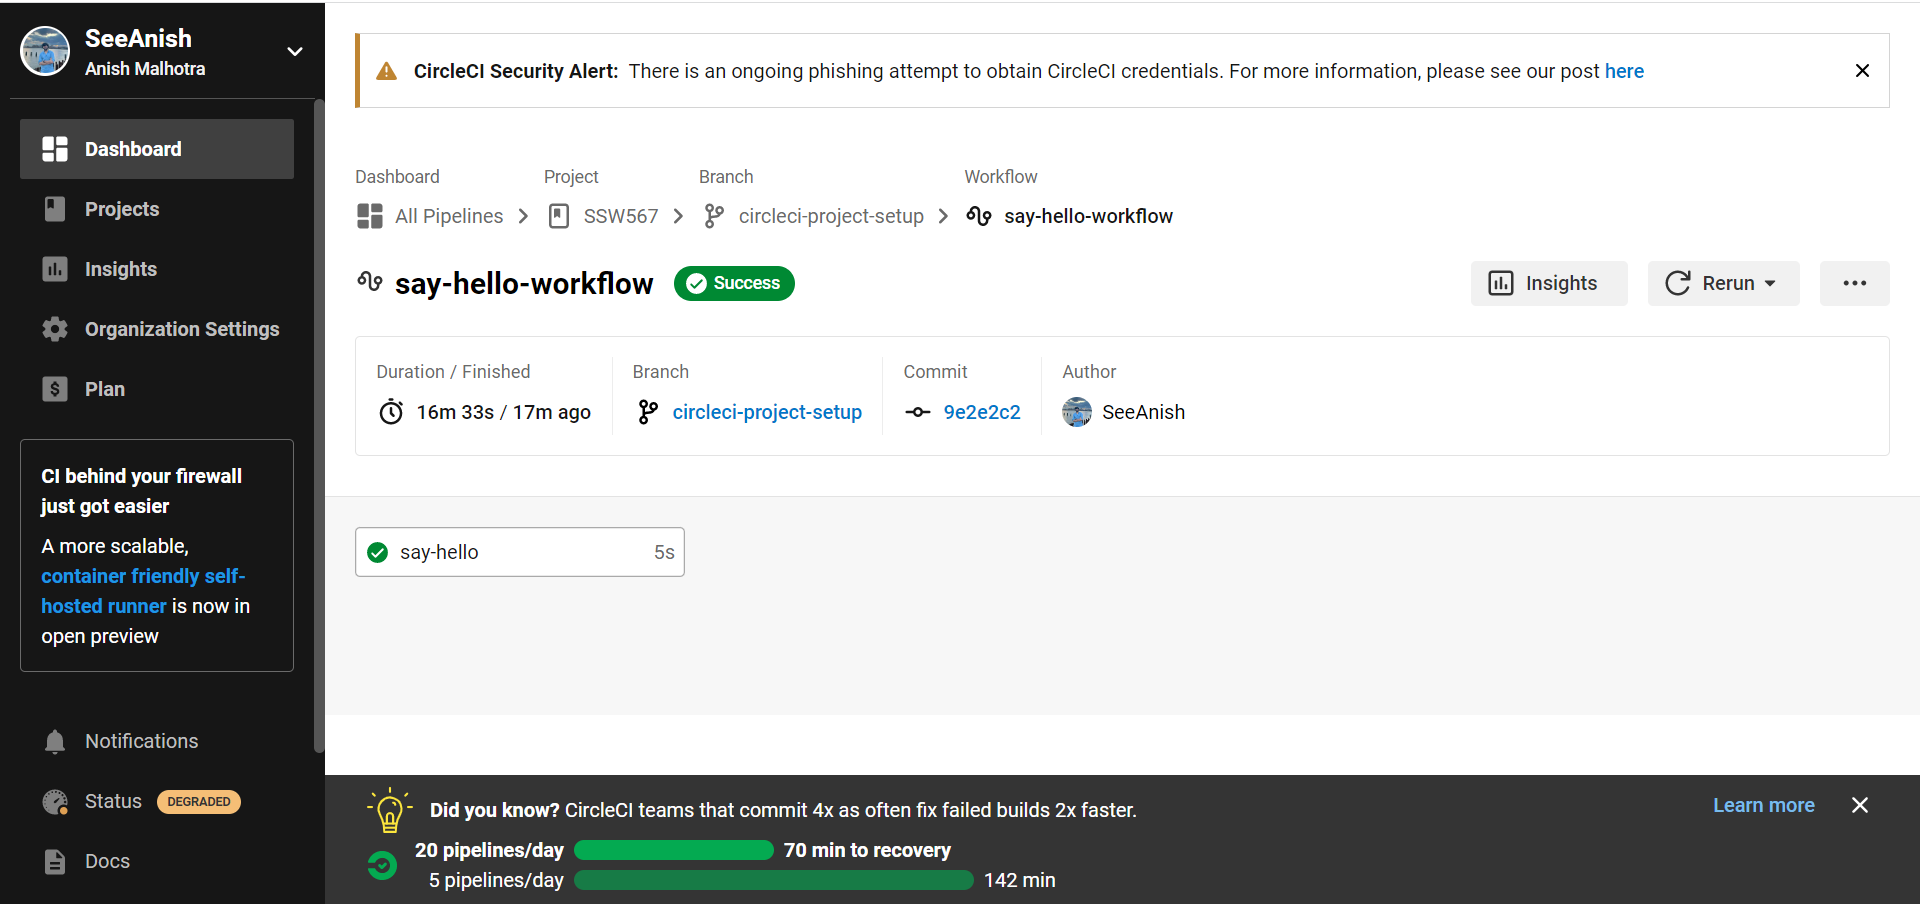 SeeAnish
Anish Malhotra
Dashboard
Projects
Insights
Organization Settings
Plan
CI behind your firewall
just got easier
A more scalable,
container friendly self-
hosted runner is now in
open preview
Notifications
Status DEGRADED
Docs
CircleCI Security Alert: There is an ongoing phishing attempt to obtain CircleCI credentials. For more information, please see our post here
Dashboard Project Branch Workflow
All Pipelines SSW567 circleci-project-setup say-hello-workflow
say-hello-workflow Success Insights Rerun
Duration / Finished Branch Commit Author
16m 33s / 17m ago circleci-project-setup 9e2e2c2 SeeAnish
say-hello 5s
Did you know? CircleCI teams that commit 4x as often fix failed builds 2x faster. Learn more
20 pipelines/day 70 min to recovery
5 pipelines/day 142 min